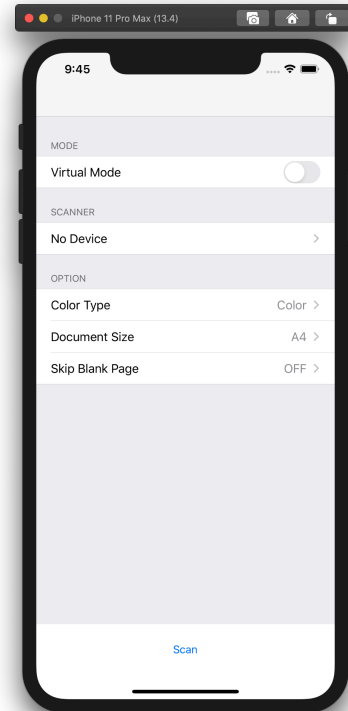 iPhone 11 Pro Max (13.4)
9:45
MODE
Virtual Mode
SCANNER
No Device
OPTION
Color Type Color
Document Size A4
Skip Blank Page OFF
Scan